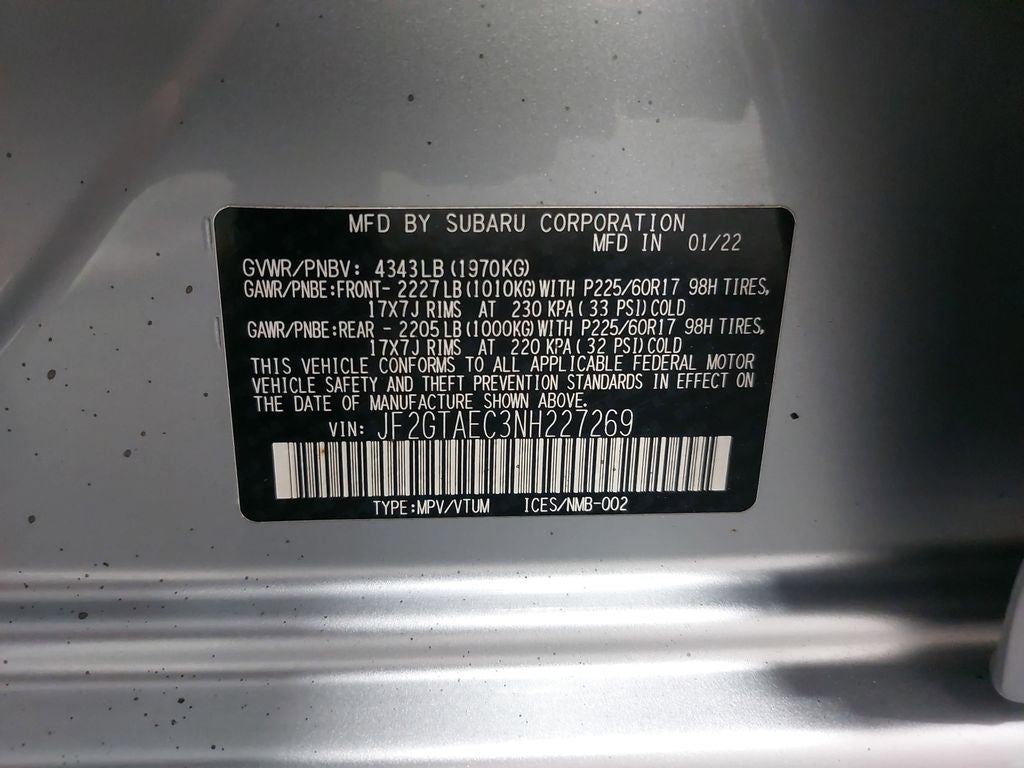 MFD BY SUBARU CORPORATION
MFD IN 01/22
GVWR/PNBV: 4343LB(1970KG)
GAWR/PNBE:FRONT- 2227LB(1010KG)WITH P225/60R17 98H TIRES,
17X7J RIMS AT 230 KPA(33 PSI)COLD
GAWR/PNBE:REAR - 2205LB(1000KG)WITH P225/60R17 98H TIRES,
17X7J RIMS AT 220 KPA(32 PSI)COLD
THIS VEHICLE CONFORMS TO ALL APPLICABLE FEDERAL MOTOR
VEHICLE SAFETY AND THEFT PREVENTION STANDARDS IN EFFECT ON
THE DATE OF MANUFACTURE SHOWN ABOVE.
VIN: JF2GTAEC3NH227269
TYPE:MPV/VTUM ICES/NMB-002